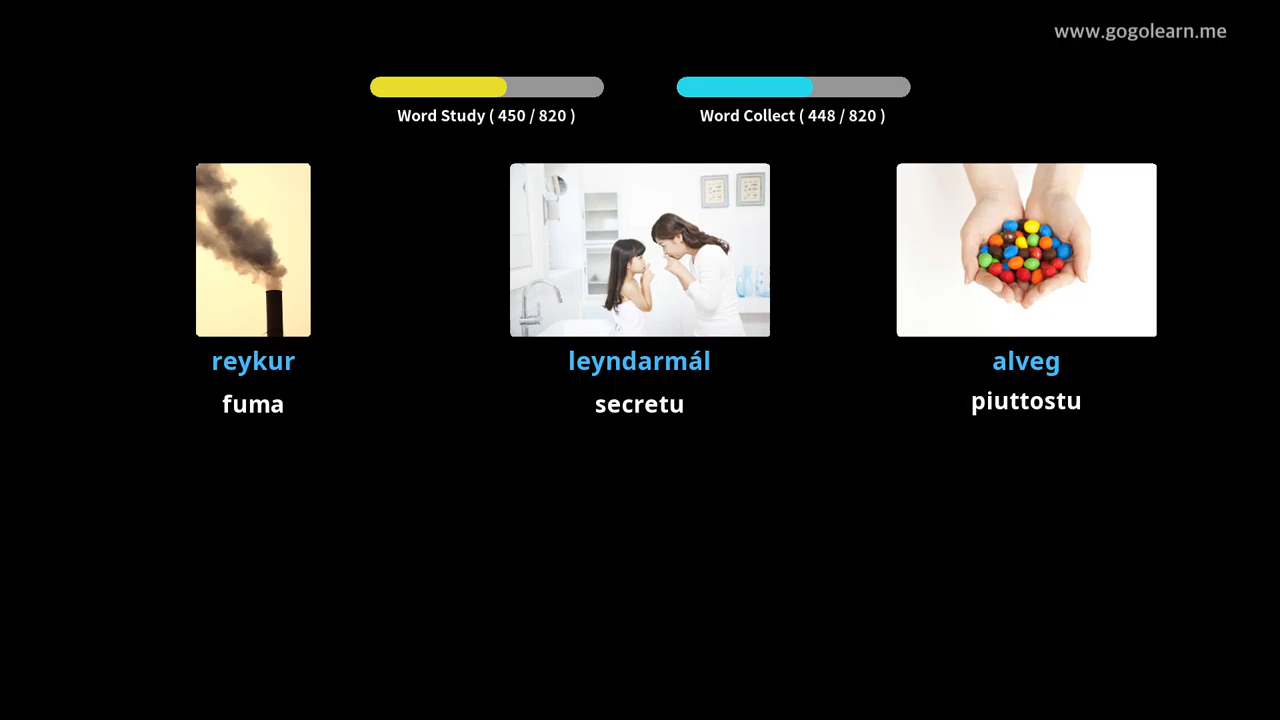 www.gogolearn.me
Word Study ( 450 / 820 )
Word Collect ( 448 / 820 )
reykur
leyndarmál
alveg
fuma
secretu
piuttostu